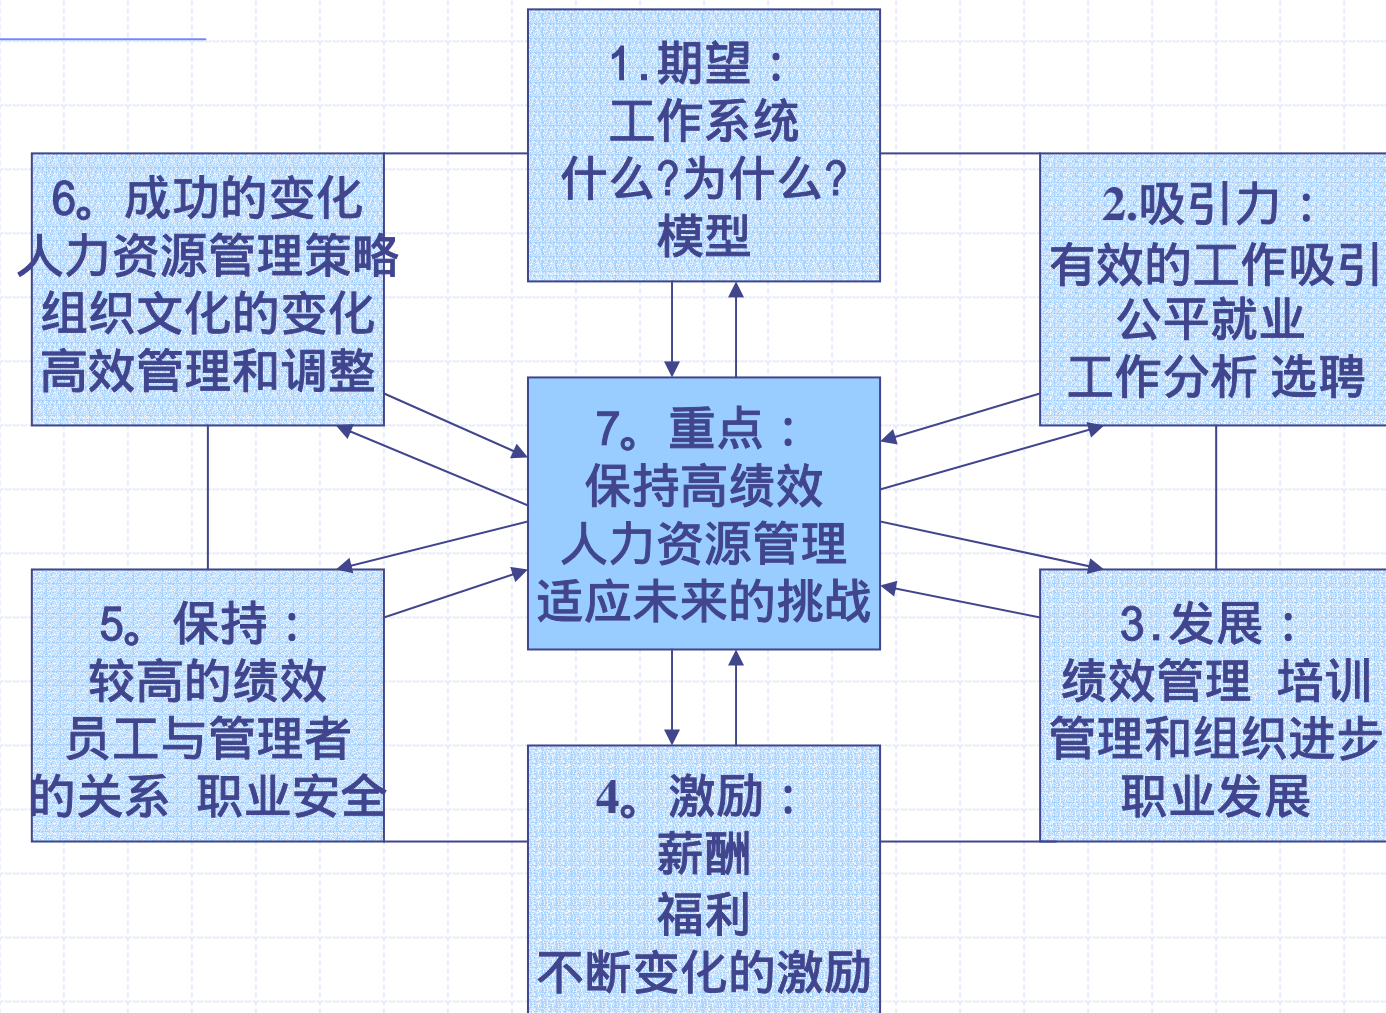 1.期望：
工作系统
什么?为什么?
模型
2.吸引力：
有效的工作吸引
公平就业
工作分析 选聘
3.发展：
绩效管理 培训
管理和组织进步
职业发展
4。激励：
薪酬
福利
不断变化的激励
5。保持：
较高的绩效
员工与管理者
的关系 职业安全
6。成功的变化
人力资源管理策略
组织文化的变化
高效管理和调整
7。重点：
保持高绩效
人力资源管理
适应未来的挑战